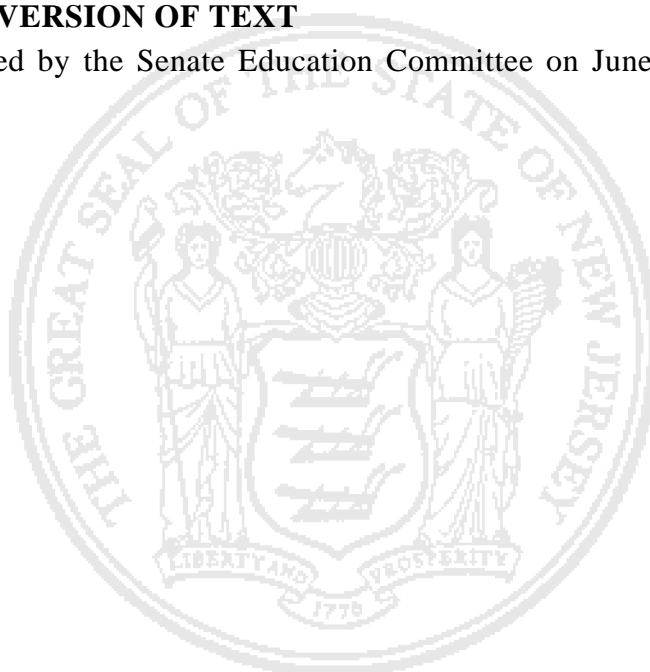 VERSION OF TEXT
ed by the Senate Education Committee on June
THE GREAT SEAL OF THE STATE OF NEW JERSEY
LIBERTY AND PROSPERITY
1776